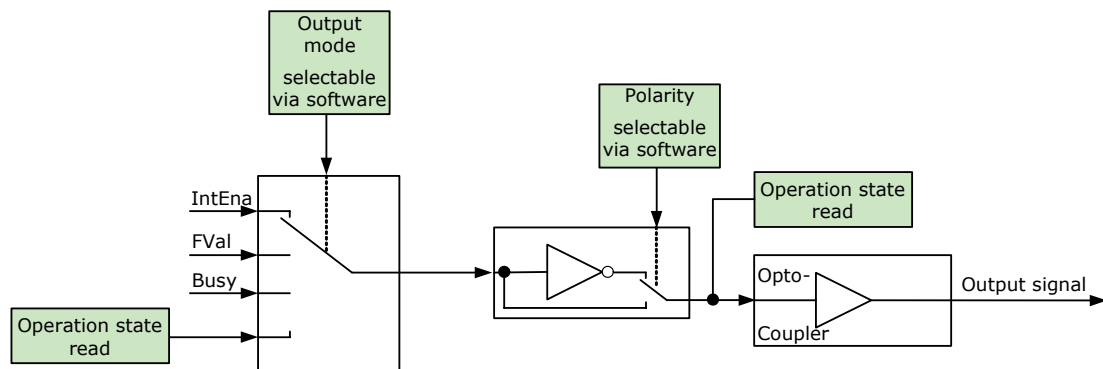 Output
mode
selectable
via software
Polarity
selectable
via software
IntEna
FVal
Busy
Operation state
read
Operation state
read
Opto-
Coupler
Output signal